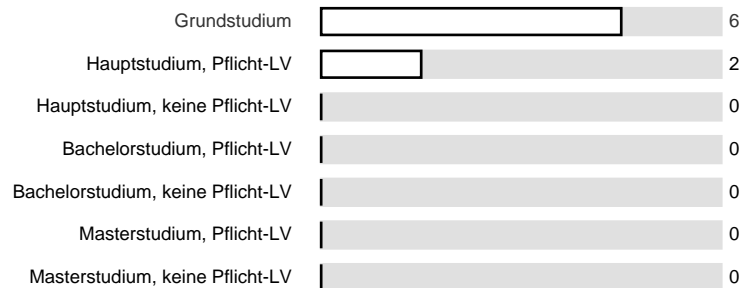 Grundstudium 6
Hauptstudium, Pflicht-LV 2
Hauptstudium, keine Pflicht-LV 0
Bachelorstudium, Pflicht-LV 0
Bachelorstudium, keine Pflicht-LV 0
Masterstudium, Pflicht-LV 0
Masterstudium, keine Pflicht-LV 0